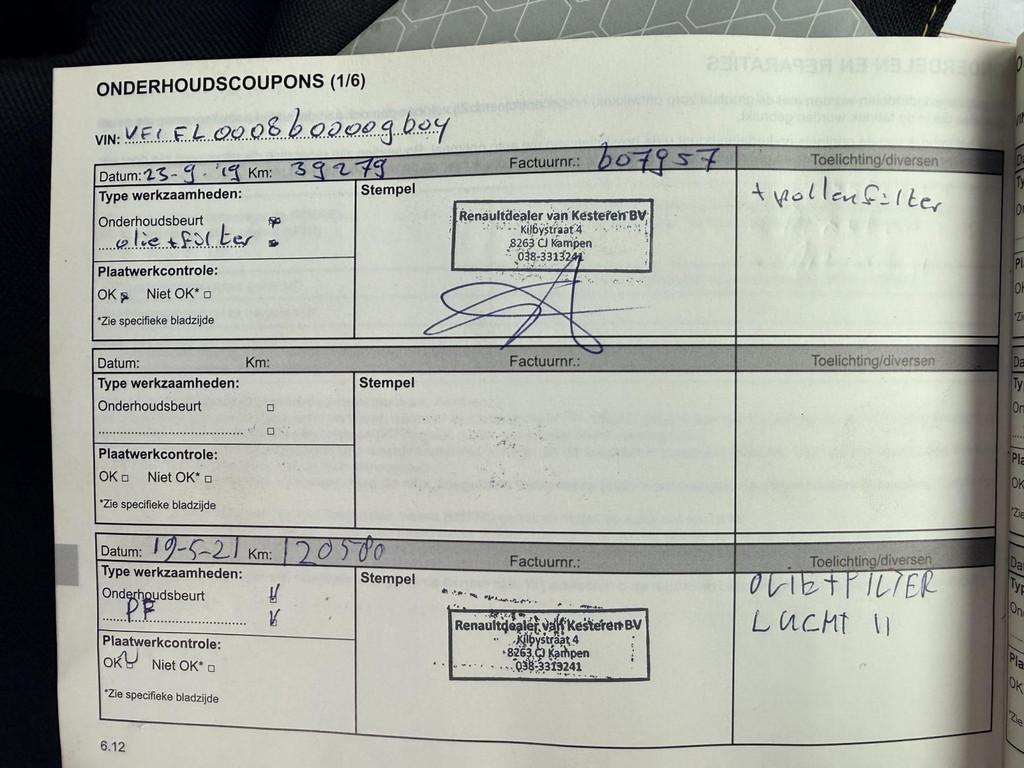 ONDERHOUDSCOUPONS (1/6)
VIN: VF1FL0008b0000gb04
Datum: 23-9-'19 Km: 39279 Factuurnr.: b07957 Toelichting/diversen
Type werkzaamheden:
Stempel
+ pollenfilter
Onderhoudsbeurt
olie + filter
Renaultdealer van Kesteren BV
Kilbystraat 4
8263 CJ Kampen
038-3313241
Plaatwerkcontrole:
OK Niet OK*
*Zie specifieke bladzijde
Datum: Km: Factuurnr.: Toelichting/diversen
Type werkzaamheden:
Stempel
Onderhoudsbeurt
Plaatwerkcontrole:
OK Niet OK*
*Zie specifieke bladzijde
Datum: 19-5-21 Km: 120580 Factuurnr.: Toelichting/diversen
Type werkzaamheden:
Stempel
OLIE+FILTER
LUCHT II
Onderhoudsbeurt
PF
Renaultdealer van Kesteren BV
Kilbystraat 4
8263 CJ Kampen
038-3313241
Plaatwerkcontrole:
OK Niet OK*
*Zie specifieke bladzijde
6.12